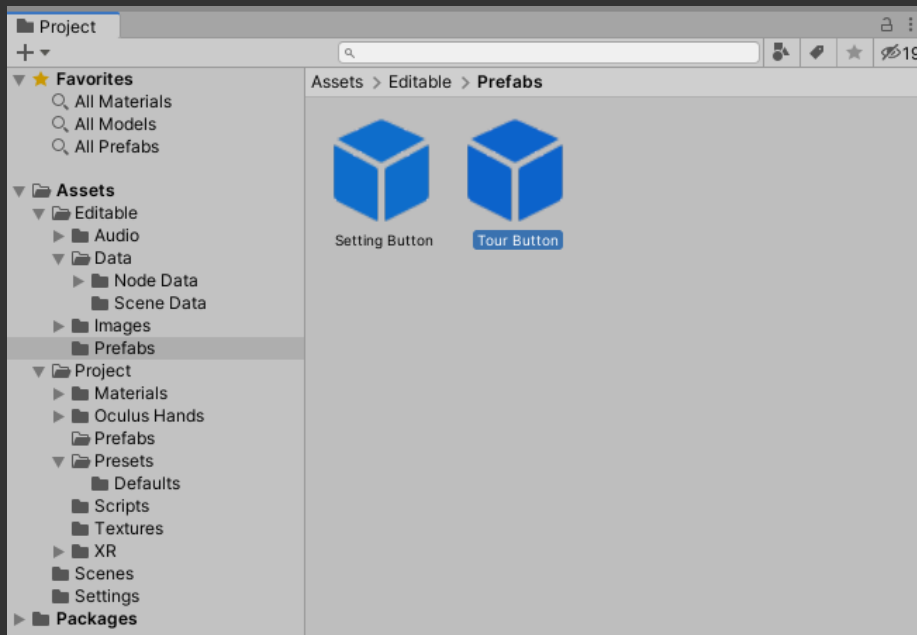 Project
19
Favorites
All Materials
All Models
All Prefabs
Assets
Editable
Audio
Data
Node Data
Scene Data
Images
Prefabs
Project
Materials
Oculus Hands
Prefabs
Presets
Defaults
Scripts
Textures
XR
Scenes
Settings
Packages
Assets > Editable > Prefabs
Setting Button
Tour Button